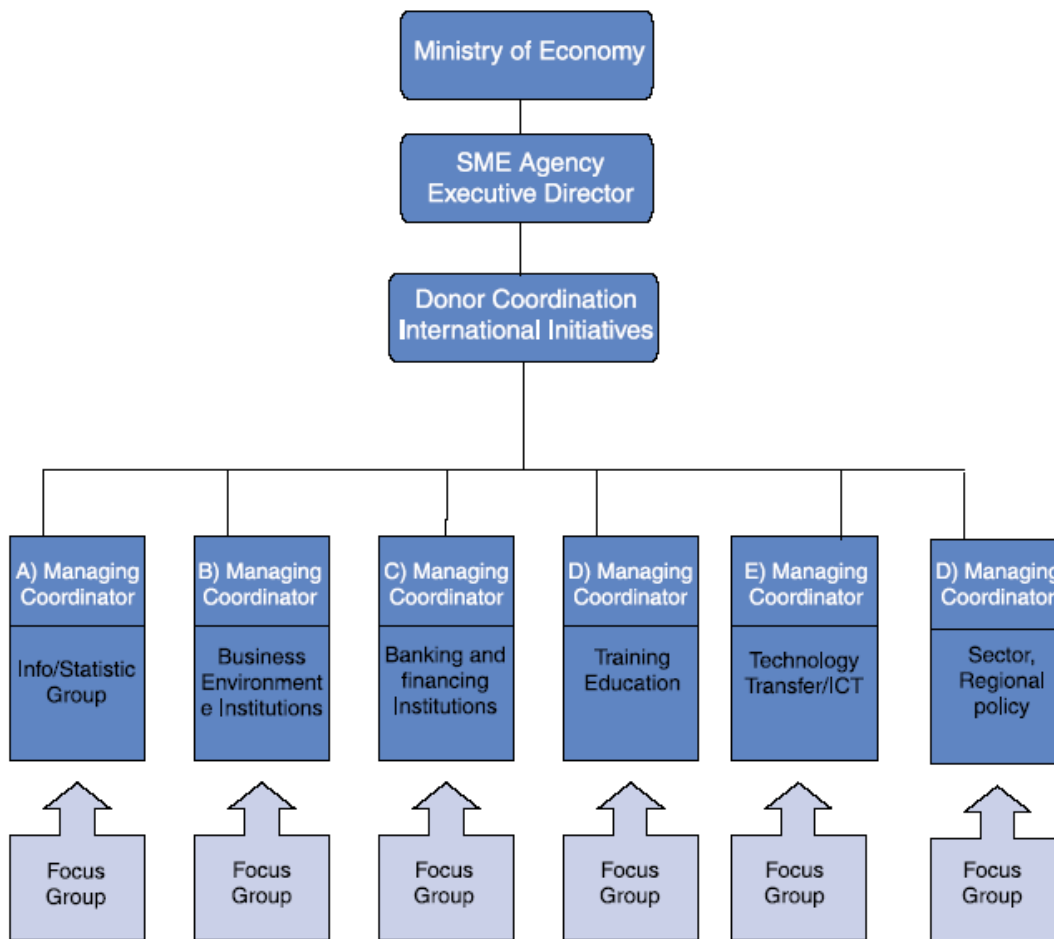 Ministry of Economy
SME Agency
Executive Director
Donor Coordination
International Initiatives
A) Managing
Coordinator
Info/Statistic
Group
B) Managing
Coordinator
Business
Environment
e Institutions
C) Managing
Coordinator
Banking and
financing
Institutions
D) Managing
Coordinator
Training
Education
E) Managing
Coordinator
Technology
Transfer/ICT
D) Managing
Coordinator
Sector,
Regional
policy
Focus
Group
Focus
Group
Focus
Group
Focus
Group
Focus
Group
Focus
Group